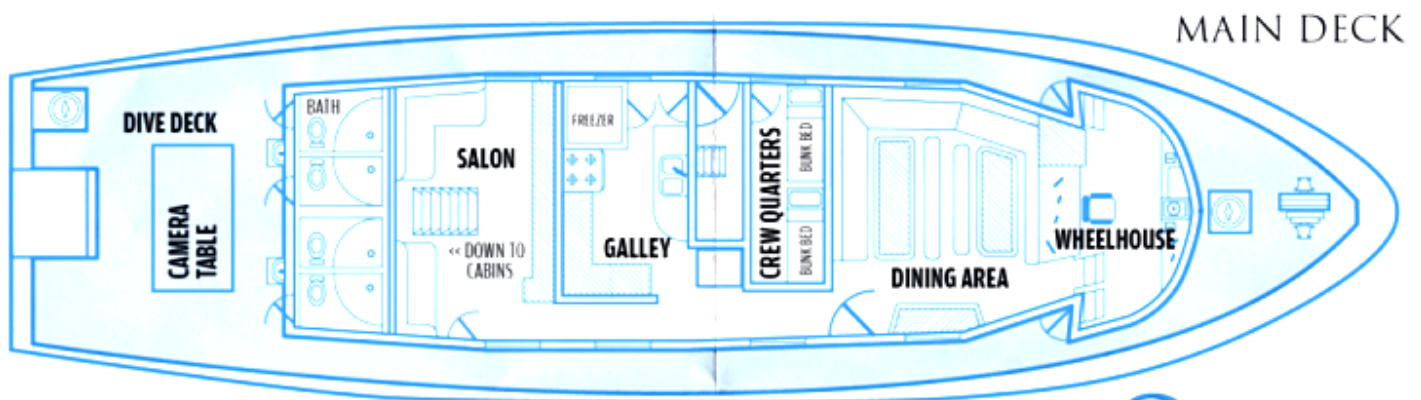 MAIN DECK
DIVE DECK
CAMERA
TABLE
BATH
SALON
<< DOWN TO
CABINS
FREEZER
GALLEY
CREW QUARTERS
BUNK BED
BUNK BED
DINING AREA
WHEELHOUSE